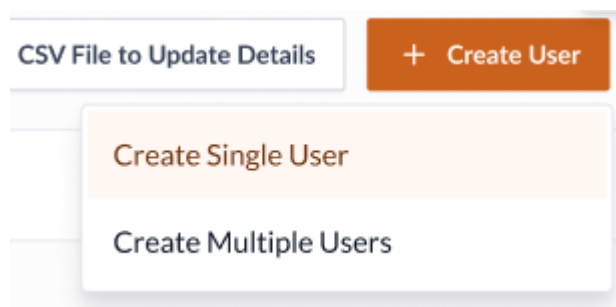 CSV File to Update Details
+ Create User
Create Single User
Create Multiple Users